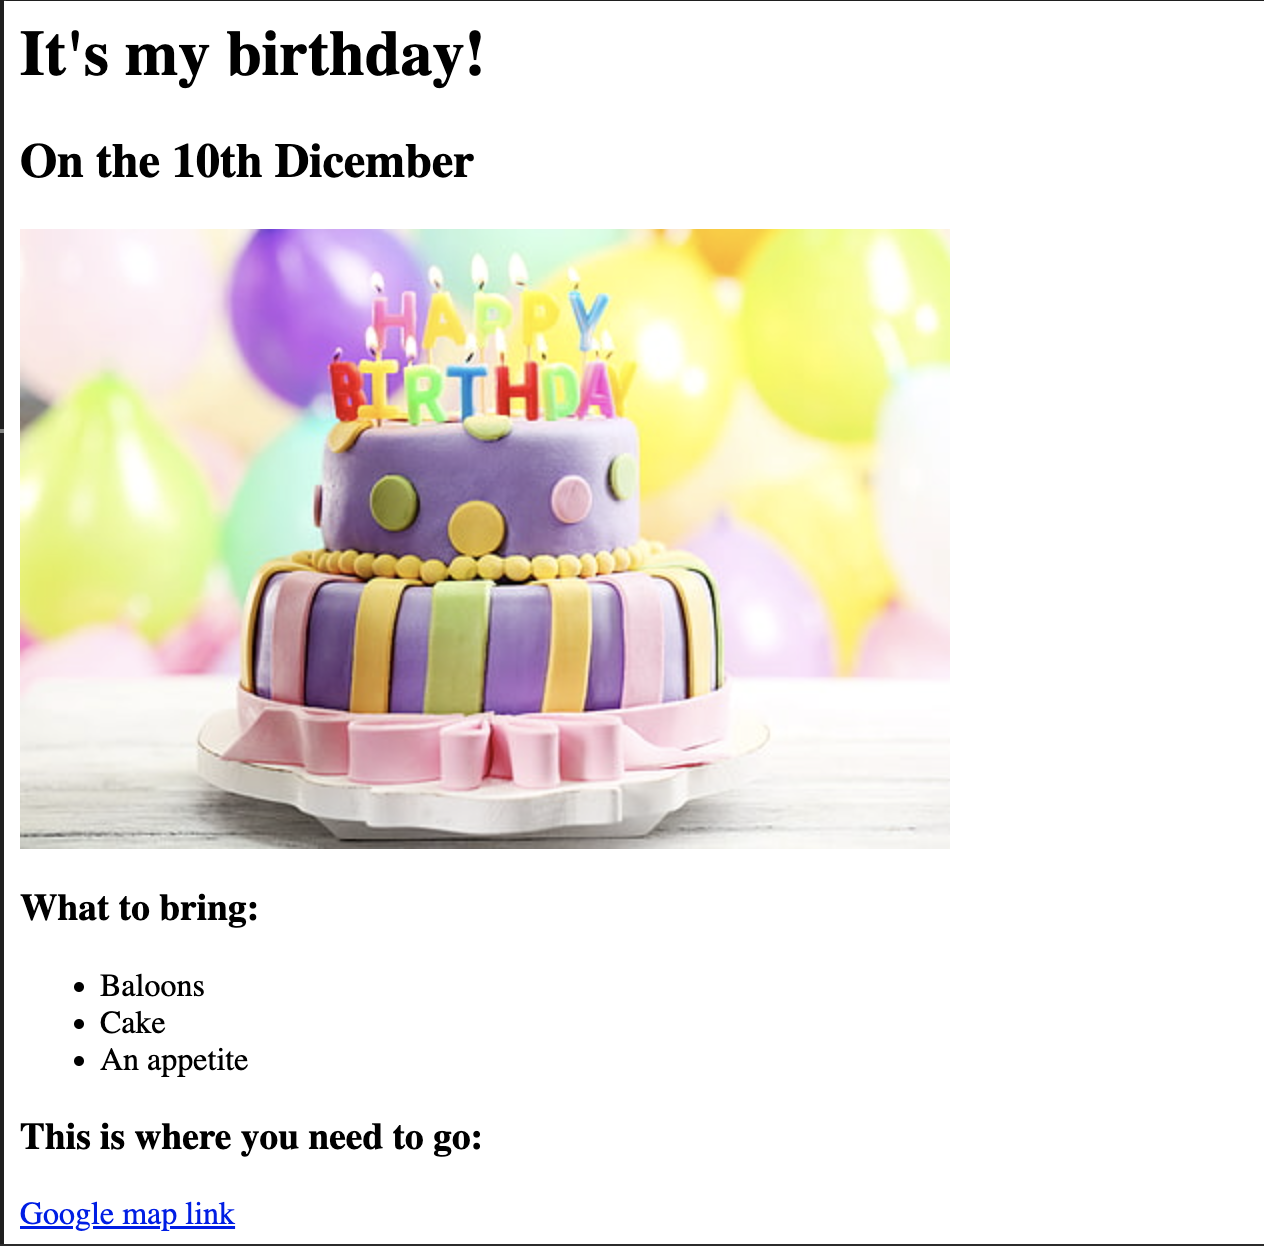 It's my birthday!
On the 10th Dicember
HAPPY
BIRTHDAY
What to bring:
Baloons
Cake
An appetite
This is where you need to go:
Google map link